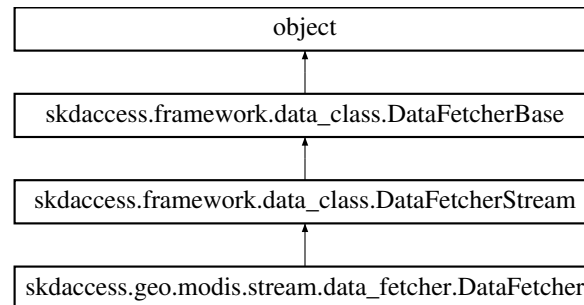 object
skdaccess.framework.data_class.DataFetcherBase
skdaccess.framework.data_class.DataFetcherStream
skdaccess.geo.modis.stream.data_fetcher.DataFetcher